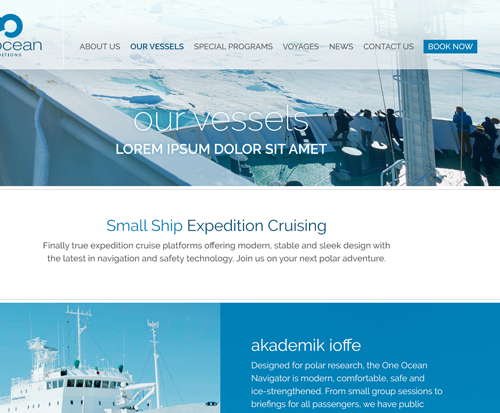 ocean
ABOUT US OUR VESSELS SPECIAL PROGRAMS VOYAGES NEWS CONTACT US BOOK NOW
our vessels
LOREM IPSUM DOLOR SIT AMET
Small Ship Expedition Cruising
Finally true expedition cruise platforms offering modern, stable and sleek design with
the latest in navigation and safety technology. Join us on your next polar adventure.
akademik ioffe
Designed for polar research, the One Ocean
Navigator is modern, comfortable, safe and
ice-strengthened. From small group sessions to
briefings for all passengers, we have public